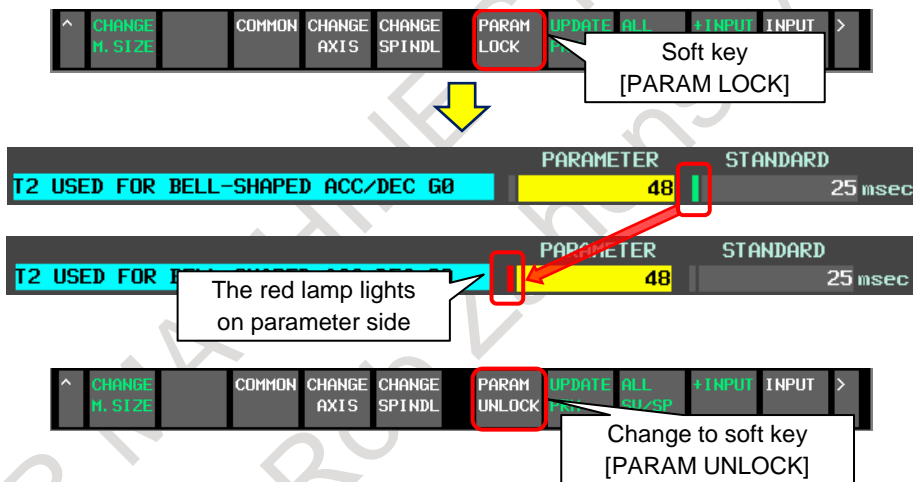 ^ CHANGE M. SIZE COMMON CHANGE AXIS CHANGE SPINDL PARAM LOCK UPDATE ALL +INPUT INPUT >
Soft key
[PARAM LOCK]
PARAMETER STANDARD
T2 USED FOR BELL-SHAPED ACC/DEC G0 48 25 msec
PARAMETER STANDARD
T2 USED FOR 48 25 msec
The red lamp lights
on parameter side
^ CHANGE M. SIZE COMMON CHANGE AXIS CHANGE SPINDL PARAM UNLOCK UPDATE ALL +INPUT INPUT >
Change to soft key
[PARAM UNLOCK]